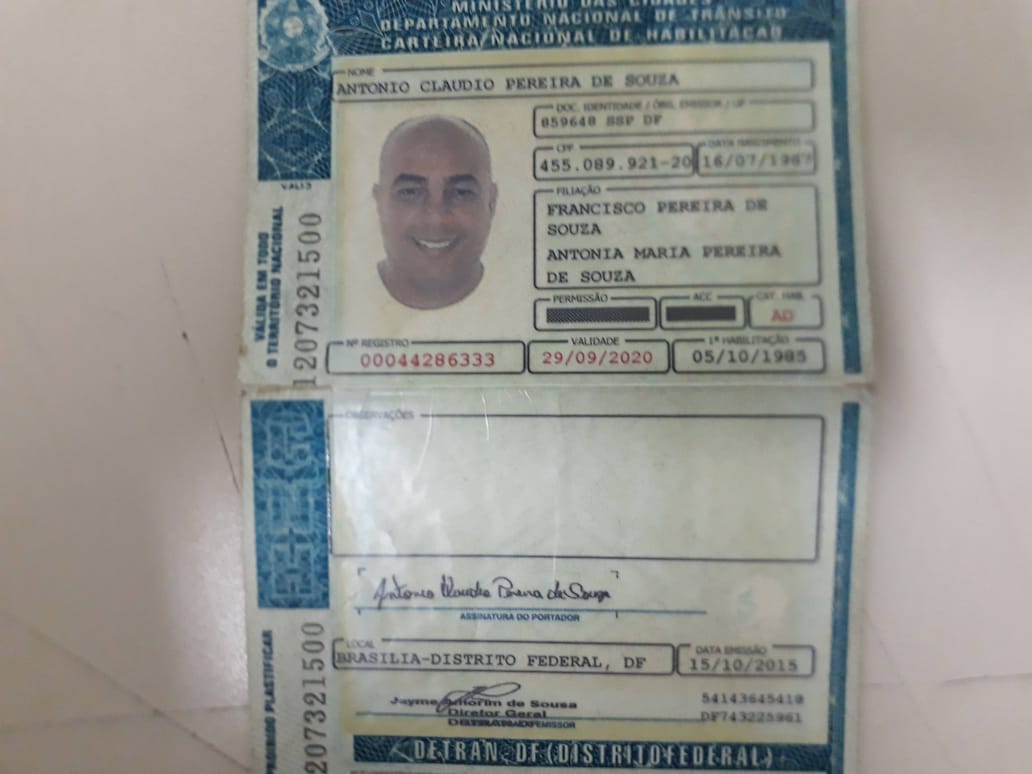 MINISTÉRIO DAS CIDADES
DEPARTAMENTO NACIONAL DE TRÂNSITO
CARTEIRA NACIONAL DE HABILITAÇÃO
NOME
ANTONIO CLAUDIO PEREIRA DE SOUZA
DOC. IDENTIDADE / ÓRG. EMISSOR / UF
859648 SSP DF
CPF
455.089.921-20
DATA NASCIMENTO
16/07/1967
FILIAÇÃO
FRANCISCO PEREIRA DE
SOUZA
ANTONIA MARIA PEREIRA
DE SOUZA
PERMISSÃO
ACC
CAT. HAB.
AD
Nº REGISTRO
00044286333
VALIDADE
29/09/2020
1ª HABILITAÇÃO
05/10/1985
VÁLIDA EM TODO
O TERRITÓRIO NACIONAL
1207321500
OBSERVAÇÕES
Antonio Claudio Pereira de Souza
ASSINATURA DO PORTADOR
LOCAL
BRASILIA-DISTRITO FEDERAL, DF
DATA EMISSÃO
15/10/2015
Jayme Amorim de Sousa
Diretor Geral
54143645418
DF743225961
PROIBIDO PLASTIFICAR
207321500
DETRAN-DF (DISTRITO FEDERAL)